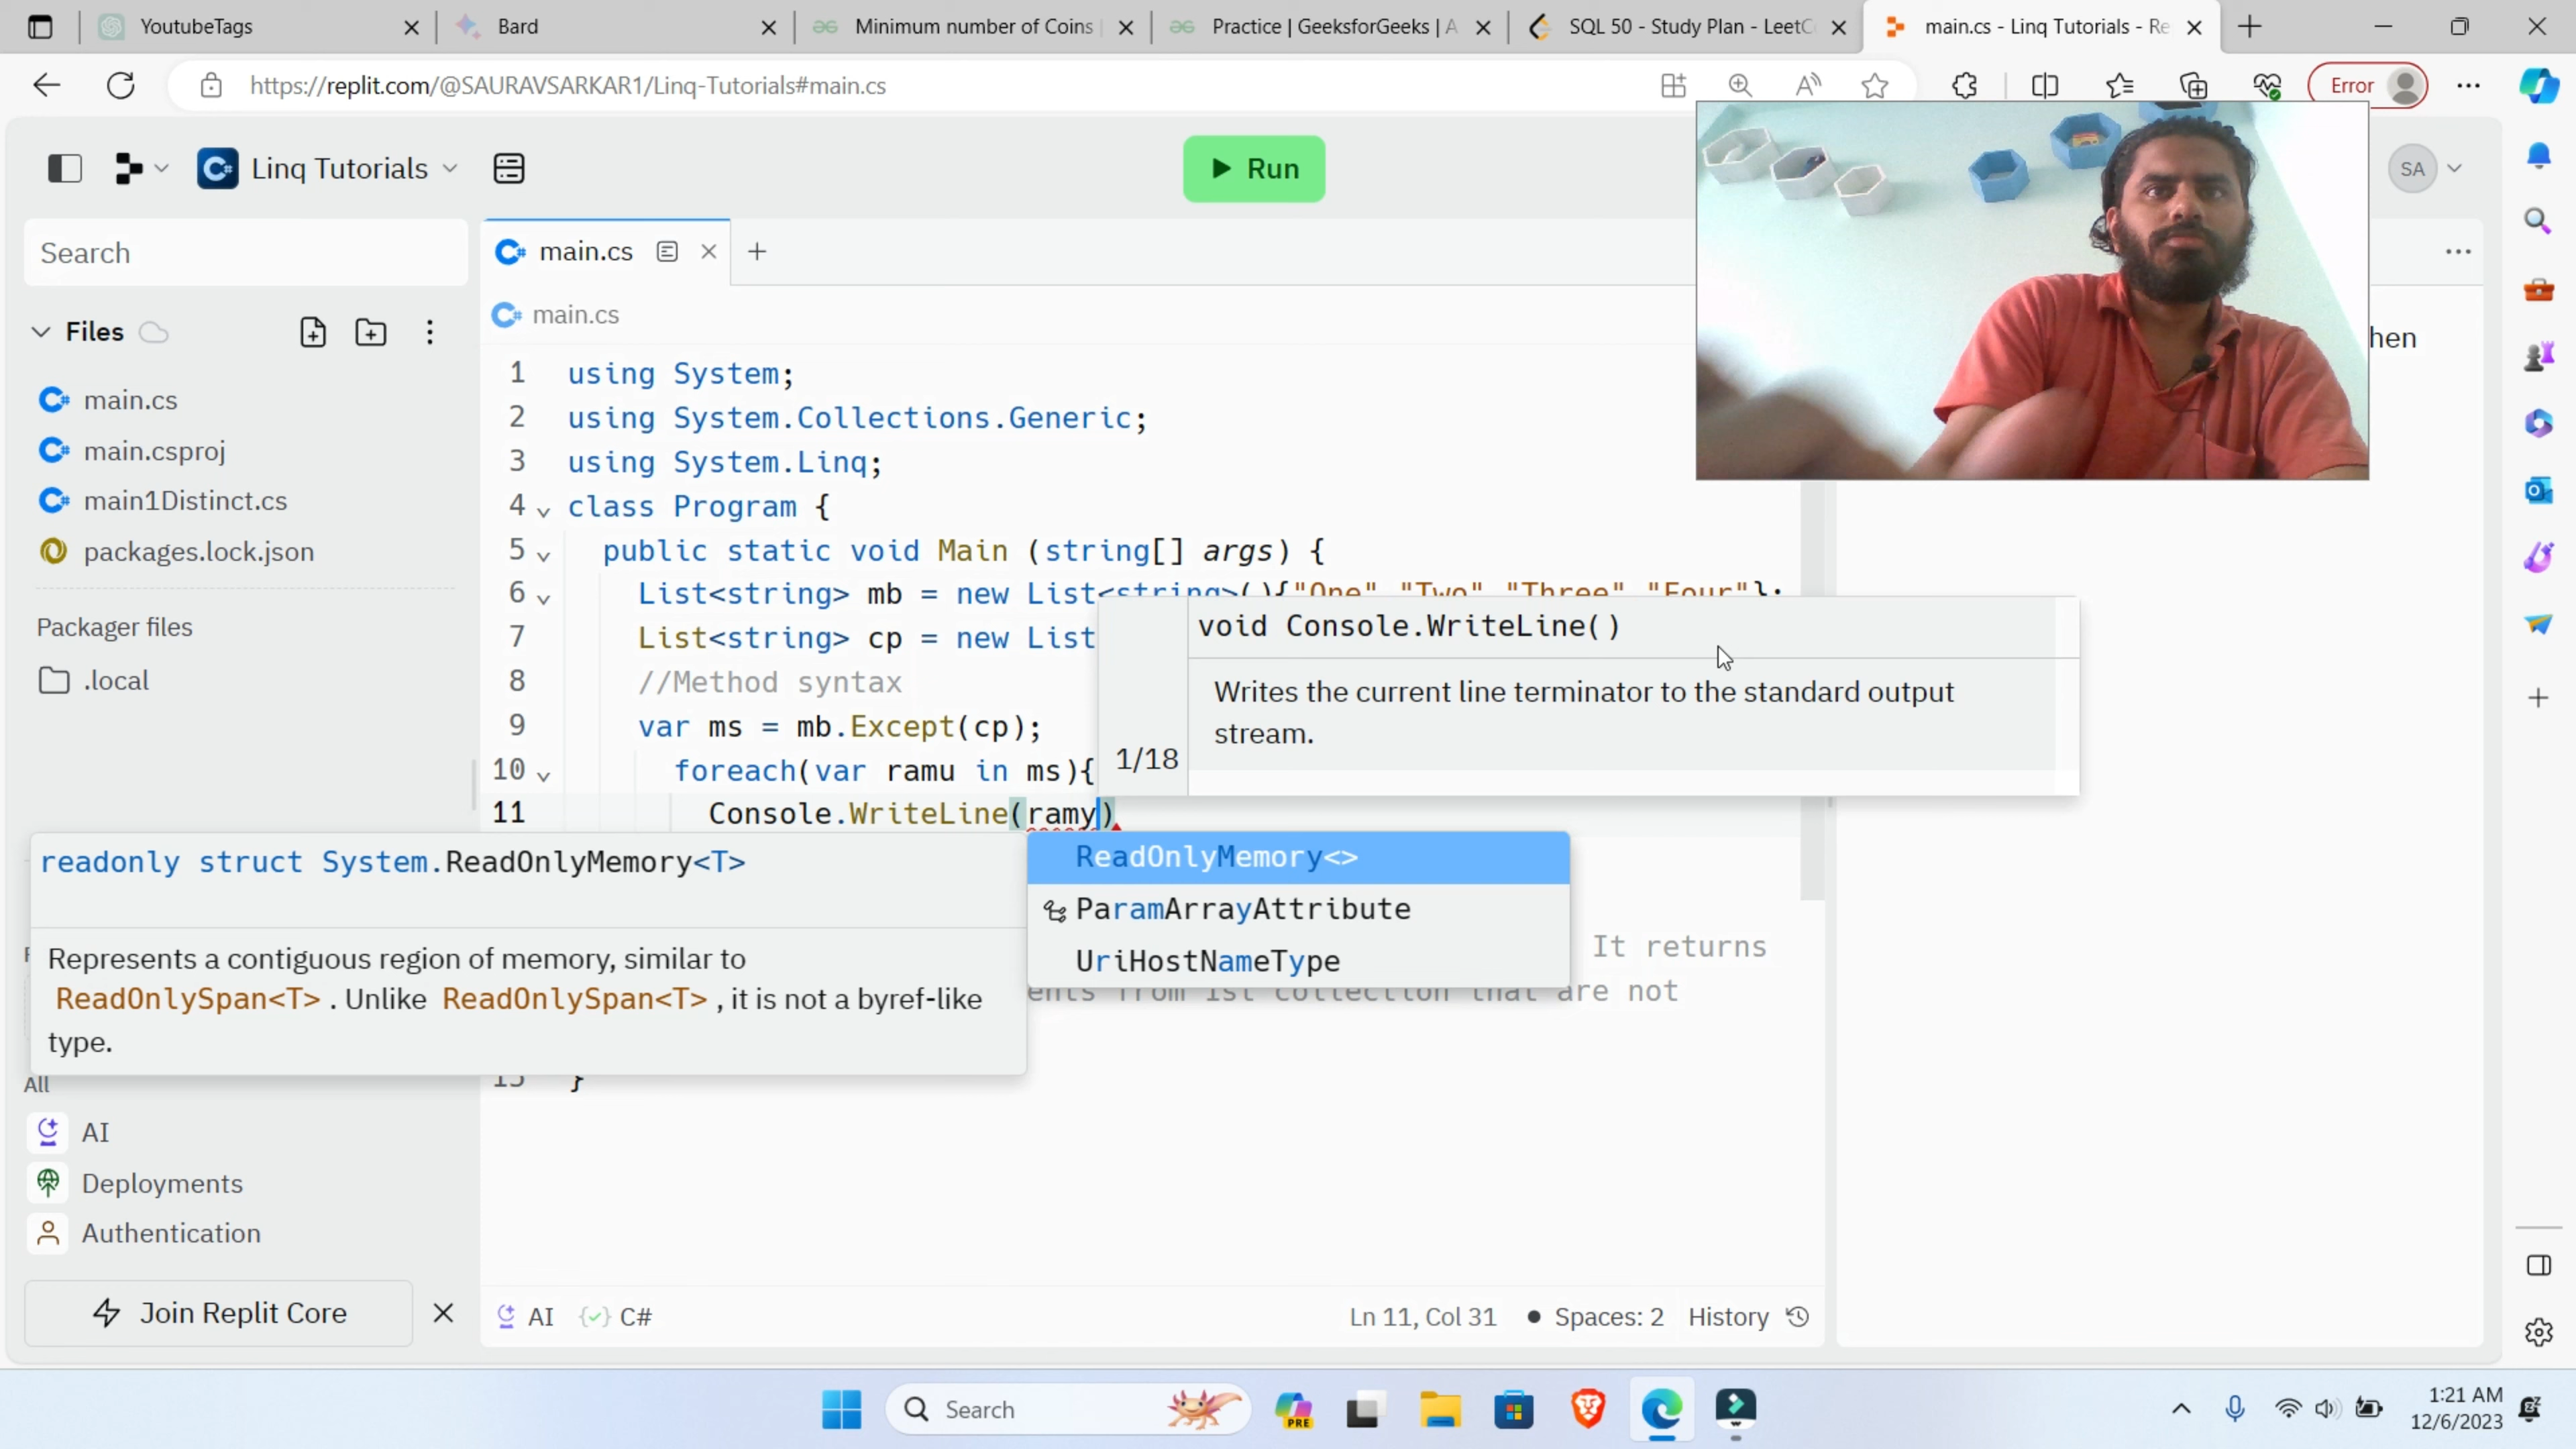 YoutubeTags
Bard
Minimum number of Coins
Practice | GeeksforGeeks | A
SQL 50 - Study Plan - LeetC
main.cs - Linq Tutorials - Re
https://replit.com/@SAURAVSARKAR1/Linq-Tutorials#main.cs
Error
Linq Tutorials
Run
SA
Search
main.cs
Files
main.cs
hen
main.cs
main.csproj
main1Distinct.cs
packages.lock.json
Packager files
.local
1 using System;
2 using System.Collections.Generic;
3 using System.Linq;
4 class Program {
5 public static void Main (string[] args) {
6 List<string> mb = new List<string>(){"One" "Two" "Three" "Four"};
7 List<string> cp = new List
8 //Method syntax
9 var ms = mb.Except(cp);
10 foreach(var ramu in ms){
11 Console.WriteLine(ramy)
void Console.WriteLine()
Writes the current line terminator to the standard output
stream.
1/18
ReadOnlyMemory<>
ParamArrayAttribute
UriHostNameType
readonly struct System.ReadOnlyMemory<T>
Represents a contiguous region of memory, similar to
ReadOnlySpan<T> . Unlike ReadOnlySpan<T> , it is not a byref-like
type.
It returns
ents from 1st collection that are not
15 }
All
AI
Deployments
Authentication
Join Replit Core
AI
C#
Ln 11, Col 31
Spaces: 2
History
Search
PRE
1:21 AM
12/6/2023